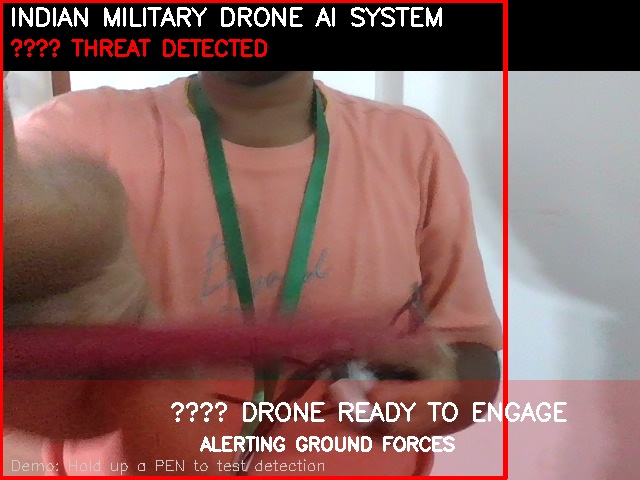 INDIAN MILITARY DRONE AI SYSTEM
???? THREAT DETECTED
???? DRONE READY TO ENGAGE
ALERTING GROUND FORCES
Demo: Hold up a PEN to test detection